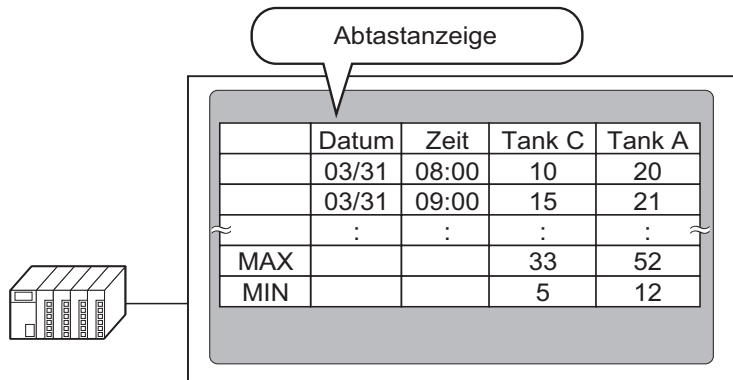 Abtastanzeige
Datum Zeit Tank C Tank A
03/31 08:00 10 20
03/31 09:00 15 21
: : : :
MAX 33 52
MIN 5 12